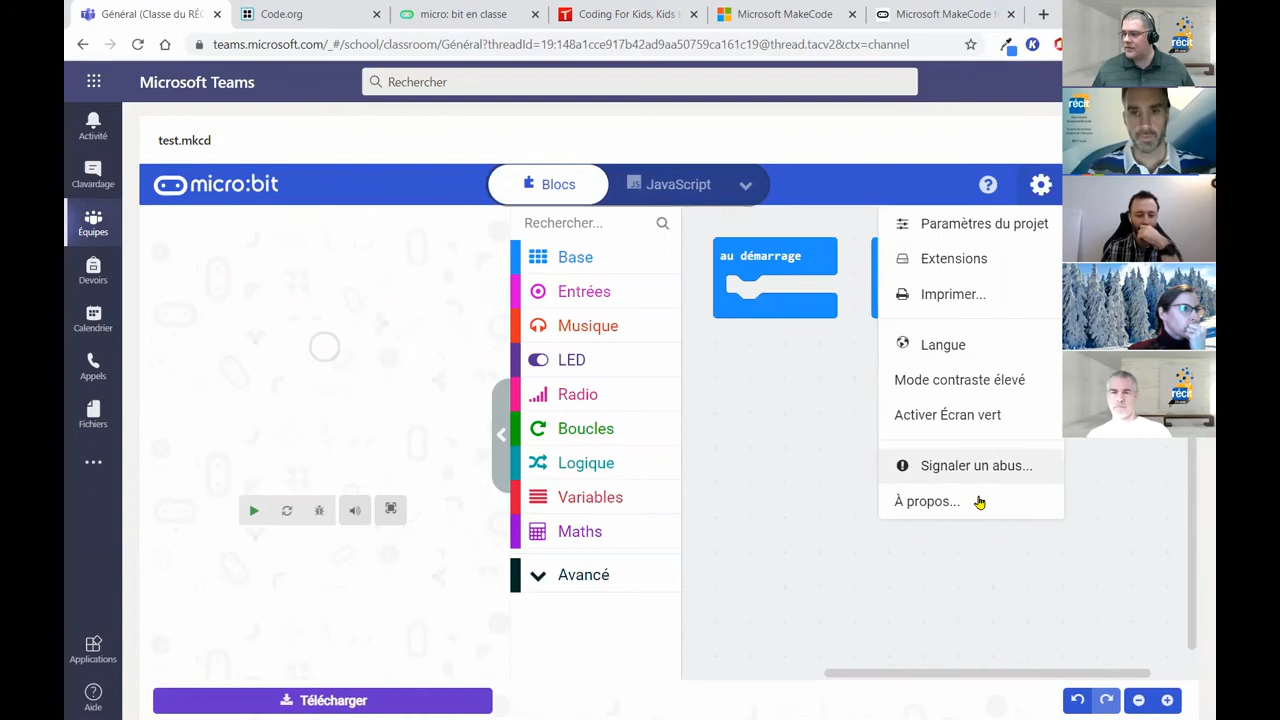 Général (Classe du RÉC
Code.org
micro: bit en classe
Coding For Kids, Kids
Microsoft MakeCode
Microsoft MakeCode f
teams.microsoft.com/_#/school/classroom/Général?threadId=19:148a1cce917b42ad9aa50759ca161c19@thread.tacv2&ctx=channel
Microsoft Teams
Rechercher
Activité
Clavardage
Équipes
Devoirs
Calendrier
Appels
Fichiers
Applications
Aide
test.mkcd
micro:bit
Blocs
JavaScript
Rechercher...
Base
Entrées
Musique
LED
Radio
Boucles
Logique
Variables
Maths
Avancé
au démarrage
Paramètres du projet
Extensions
Imprimer...
Langue
Mode contraste élevé
Activer Écran vert
Signaler un abus...
À propos...
Télécharger
récit
récit
récit